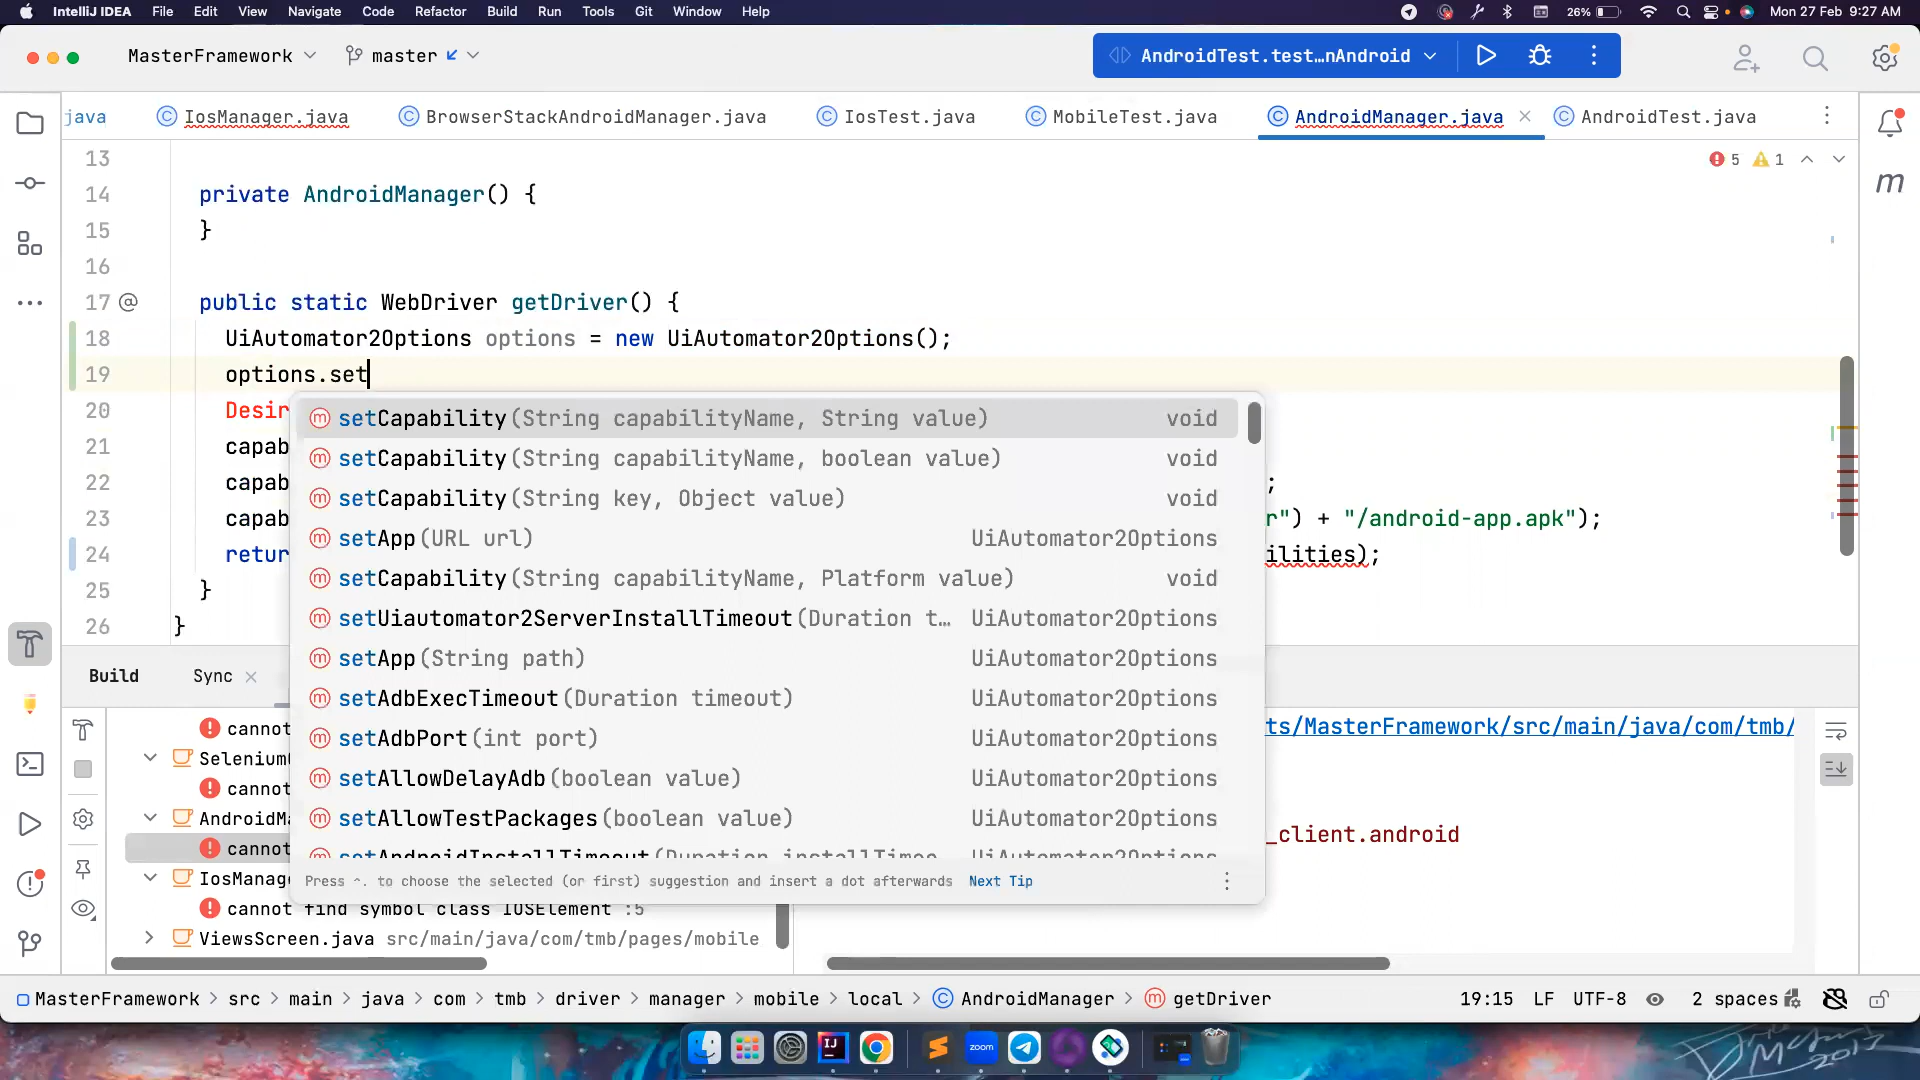 IntelliJ IDEA File Edit View Navigate Code Refactor Build Run Tools Git Window Help 26% Mon 27 Feb 9:27 AM
MasterFramework master AndroidTest.test…nAndroid
java IosManager.java BrowserStackAndroidManager.java IosTest.java MobileTest.java AndroidManager.java AndroidTest.java
5 1
13
14 private AndroidManager() {
15 }
16
17 public static WebDriver getDriver() {
18 UiAutomator2Options options = new UiAutomator2Options();
19 options.set
20 Desir
21 capab
22 capab ;
23 capab r") + "/android-app.apk");
24 retur ilities);
25 }
26 }
setCapability(String capabilityName, String value) void
setCapability(String capabilityName, boolean value) void
setCapability(String key, Object value) void
setApp(URL url) UiAutomator2Options
setCapability(String capabilityName, Platform value) void
setUiautomator2ServerInstallTimeout(Duration t… UiAutomator2Options
setApp(String path) UiAutomator2Options
setAdbExecTimeout(Duration timeout) UiAutomator2Options
setAdbPort(int port) UiAutomator2Options
setAllowDelayAdb(boolean value) UiAutomator2Options
setAllowTestPackages(boolean value) UiAutomator2Options
setAndroidInstallTimeout(Duration installTimeo… UiAutomator2Options
Press ^. to choose the selected (or first) suggestion and insert a dot afterwards Next Tip
Build Sync
cannot
Selenium
cannot
AndroidMa
cannot
IosManage
cannot find symbol class IOSElement :5
ViewsScreen.java src/main/java/com/tmb/pages/mobile
ts/MasterFramework/src/main/java/com/tmb/
_client.android
MasterFramework > src > main > java > com > tmb > driver > manager > mobile > local > AndroidManager > getDriver 19:15 LF UTF-8 2 spaces
zoom
2017